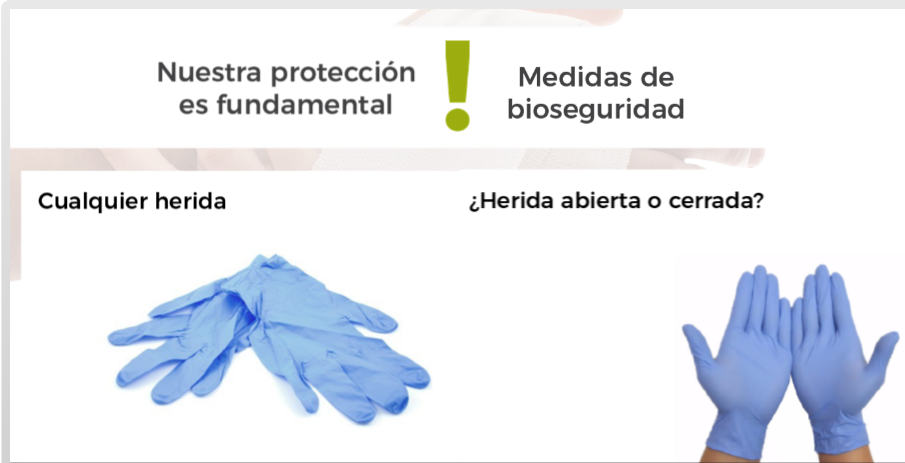 Nuestra protección
es fundamental
!
Medidas de
bioseguridad
Cualquier herida
¿Herida abierta o cerrada?